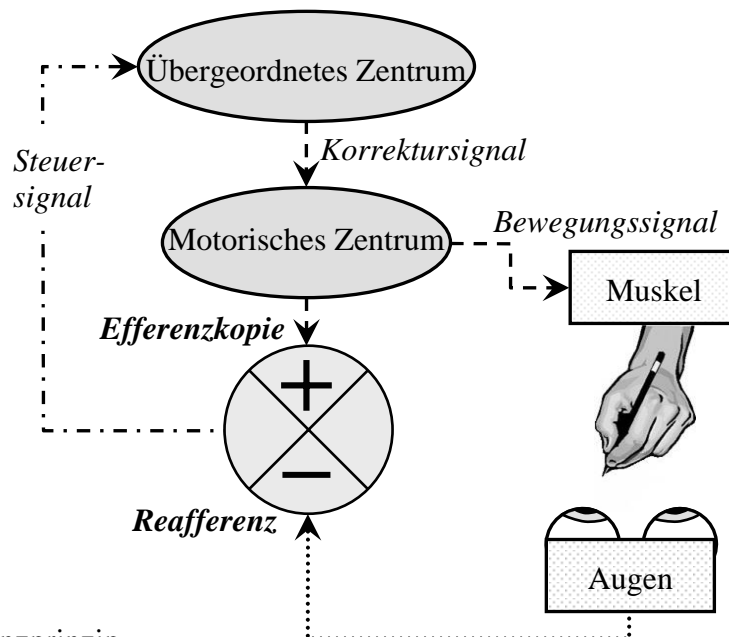 Übergeordnetes Zentrum
Steuer-
signal
Korrektursignal
Motorisches Zentrum
Bewegungssignal
Muskel
Efferenzkopie
+
–
Reafferenz
Augen